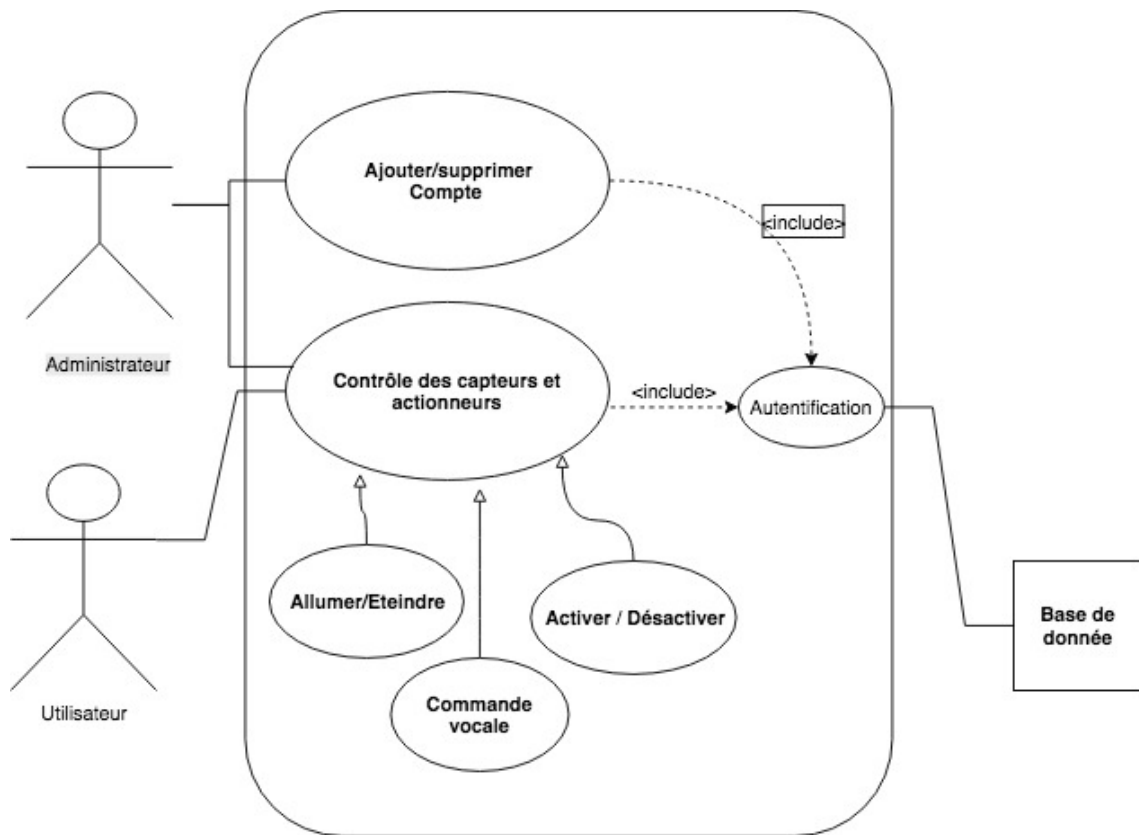 Ajouter/supprimer
Compte
<include>
Administrateur
Contrôle des capteurs et
actionneurs
<include>
Autentification
Allumer/Eteindre
Activer / Désactiver
Base de
donnée
Commande
vocale
Utilisateur